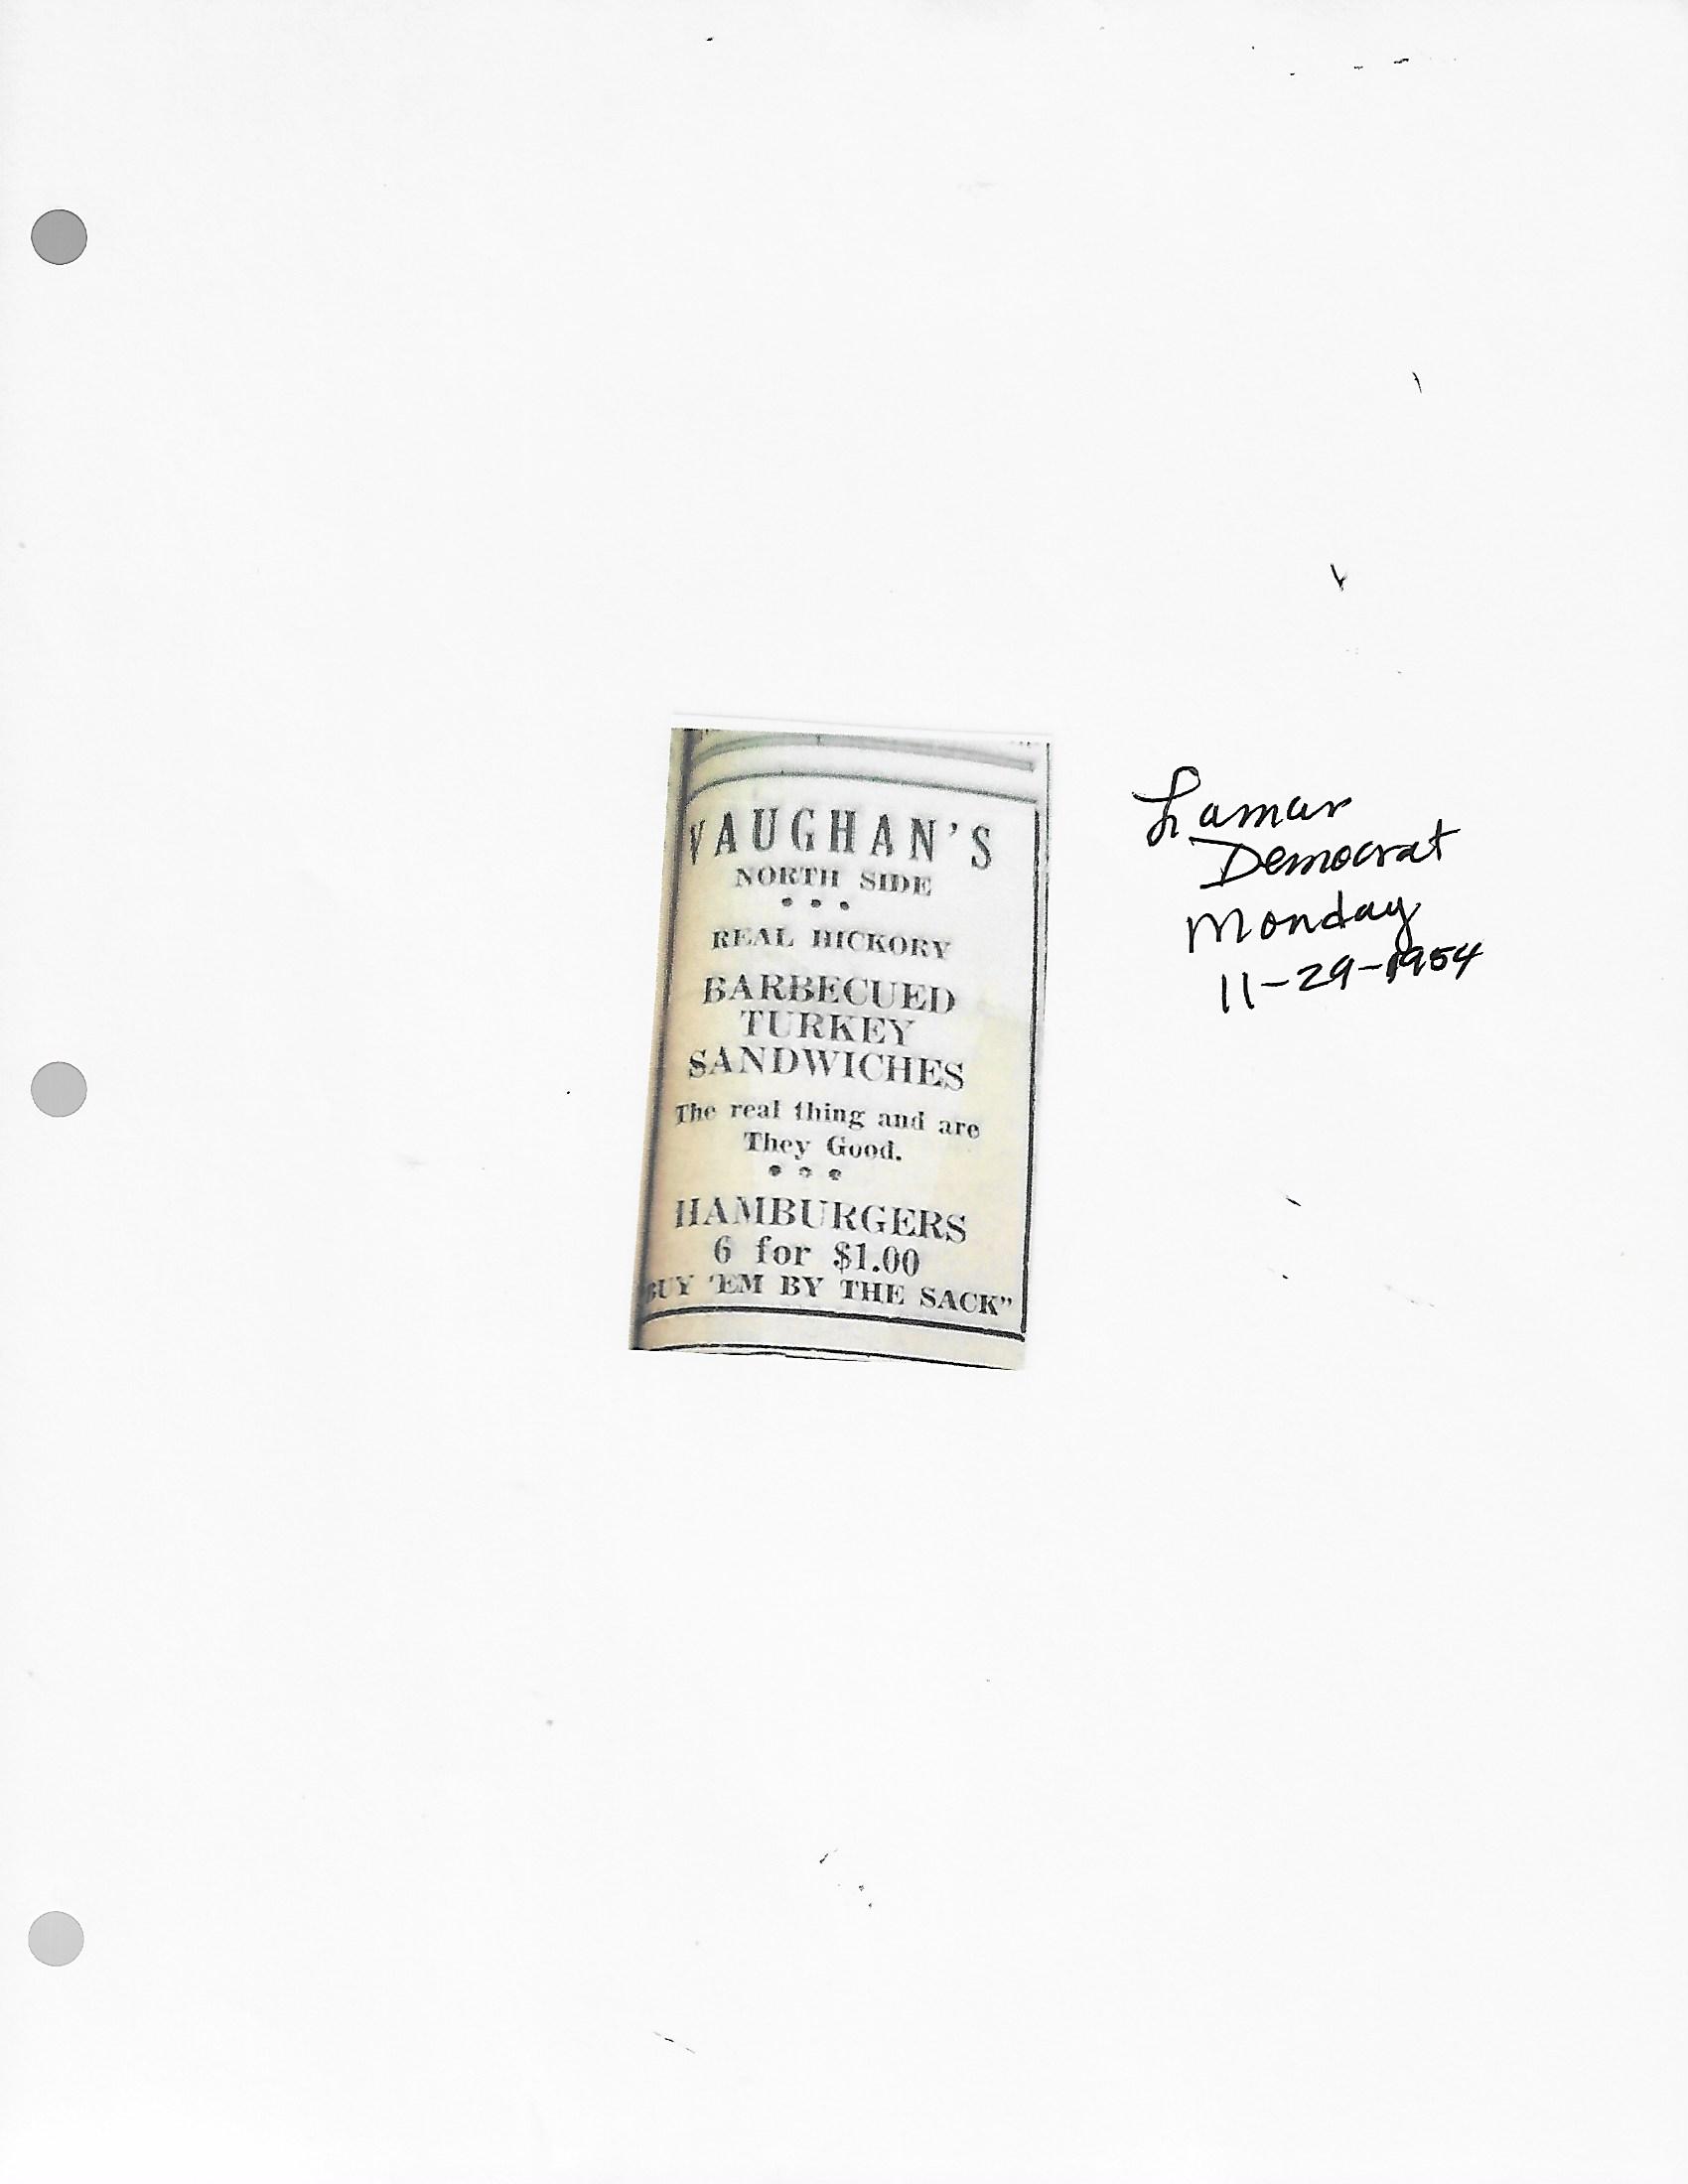 VAUGHAN'S
NORTH SIDE
• • •
REAL HICKORY
BARBECUED
TURKEY
SANDWICHES
The real thing and are
They Good.
• • •
HAMBURGERS
6 for $1.00
BUY 'EM BY THE SACK"
Lamar
Democrat
Monday
11-29-1954